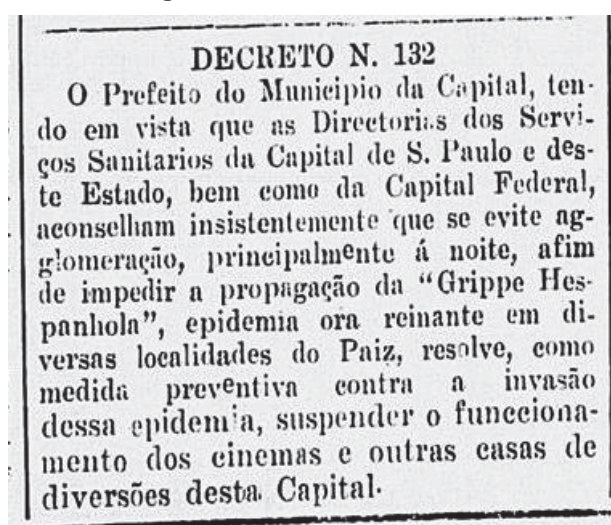 DECRETO N. 132
O Prefeito do Municipio da Capital, ten-
do em vista que as Directorias dos Servi-
ços Sanitarios da Capital de S. Paulo e des-
te Estado, bem como da Capital Federal,
aconselham insistentemente que se evite ag-
glomeração, principalmente á noite, afim
de impedir a propagação da "Grippe Hes-
panhola", epidemia ora reinante em di-
versas localidades do Paiz, resolve, como
medida preventiva contra a invasão
dessa epidemia, suspender o funcciona-
mento dos cinemas e outras casas de
diversões desta Capital.